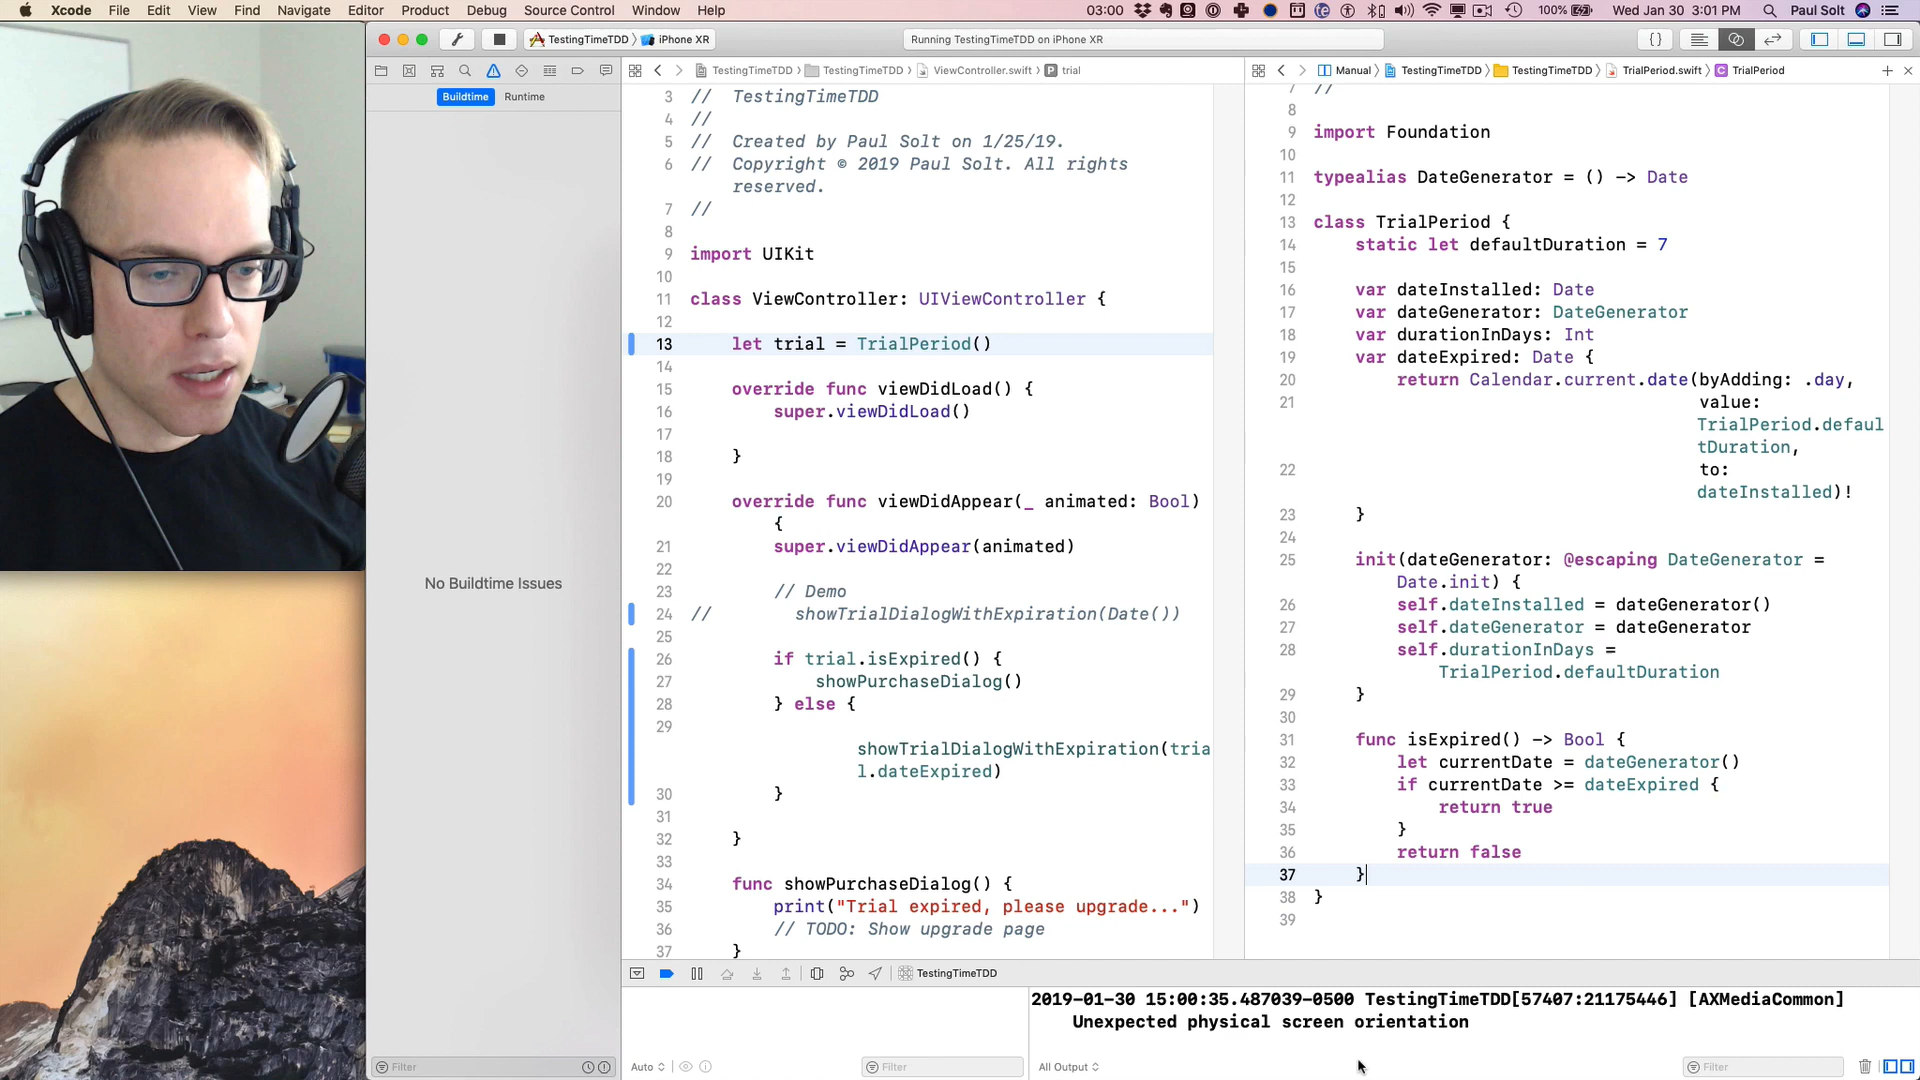 Xcode File Edit View Find Navigate Editor Product Debug Source Control Window Help 03:00 100% Wed Jan 30 3:01 PM Paul Solt
TestingTimeTDD iPhone XR Running TestingTimeTDD on iPhone XR
Buildtime Runtime
No Buildtime Issues
Filter
TestingTimeTDD TestingTimeTDD ViewController.swift P trial
3 // TestingTimeTDD
4 //
5 // Created by Paul Solt on 1/25/19.
6 // Copyright © 2019 Paul Solt. All rights
reserved.
7 //
8
9 import UIKit
10
11 class ViewController: UIViewController {
12
13 let trial = TrialPeriod()
14
15 override func viewDidLoad() {
16 super.viewDidLoad()
17
18 }
19
20 override func viewDidAppear(_ animated: Bool)
{
21 super.viewDidAppear(animated)
22
23 // Demo
24 // showTrialDialogWithExpiration(Date())
25
26 if trial.isExpired() {
27 showPurchaseDialog()
28 } else {
29
showTrialDialogWithExpiration(tria
l.dateExpired)
30 }
31
32 }
33
34 func showPurchaseDialog() {
35 print("Trial expired, please upgrade...")
36 // TODO: Show upgrade page
37 }
Manual TestingTimeTDD TestingTimeTDD TrialPeriod.swift C TrialPeriod
7 //
8
9 import Foundation
10
11 typealias DateGenerator = () -> Date
12
13 class TrialPeriod {
14 static let defaultDuration = 7
15
16 var dateInstalled: Date
17 var dateGenerator: DateGenerator
18 var durationInDays: Int
19 var dateExpired: Date {
20 return Calendar.current.date(byAdding: .day,
21 value:
TrialPeriod.defaul
tDuration,
22 to:
dateInstalled)!
23 }
24
25 init(dateGenerator: @escaping DateGenerator =
Date.init) {
26 self.dateInstalled = dateGenerator()
27 self.dateGenerator = dateGenerator
28 self.durationInDays =
TrialPeriod.defaultDuration
29 }
30
31 func isExpired() -> Bool {
32 let currentDate = dateGenerator()
33 if currentDate >= dateExpired {
34 return true
35 }
36 return false
37 }
38 }
39
TestingTimeTDD
2019-01-30 15:00:35.487039-0500 TestingTimeTDD[57407:21175446] [AXMediaCommon]
Unexpected physical screen orientation
Auto Filter All Output Filter